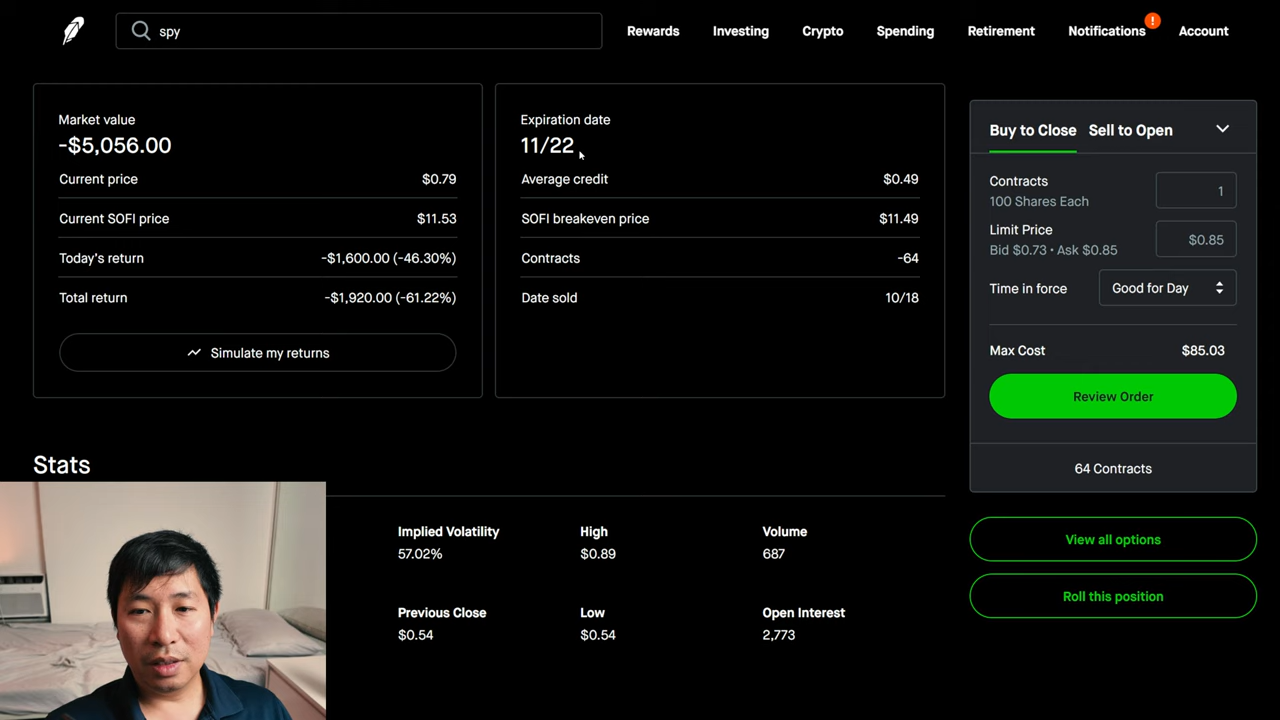 spy
Rewards
Investing
Crypto
Spending
Retirement
Notifications
!
Account
Market value
-$5,056.00
Current price $0.79
Current SOFI price $11.53
Today's return -$1,600.00 (-46.30%)
Total return -$1,920.00 (-61.22%)
Simulate my returns
Expiration date
11/22
Average credit $0.49
SOFI breakeven price $11.49
Contracts -64
Date sold 10/18
Buy to Close Sell to Open
Contracts
100 Shares Each
1
Limit Price
Bid $0.73 • Ask $0.85
$0.85
Time in force Good for Day
Max Cost $85.03
Review Order
64 Contracts
View all options
Roll this position
Stats
Implied Volatility
57.02%
High
$0.89
Volume
687
Previous Close
$0.54
Low
$0.54
Open Interest
2,773